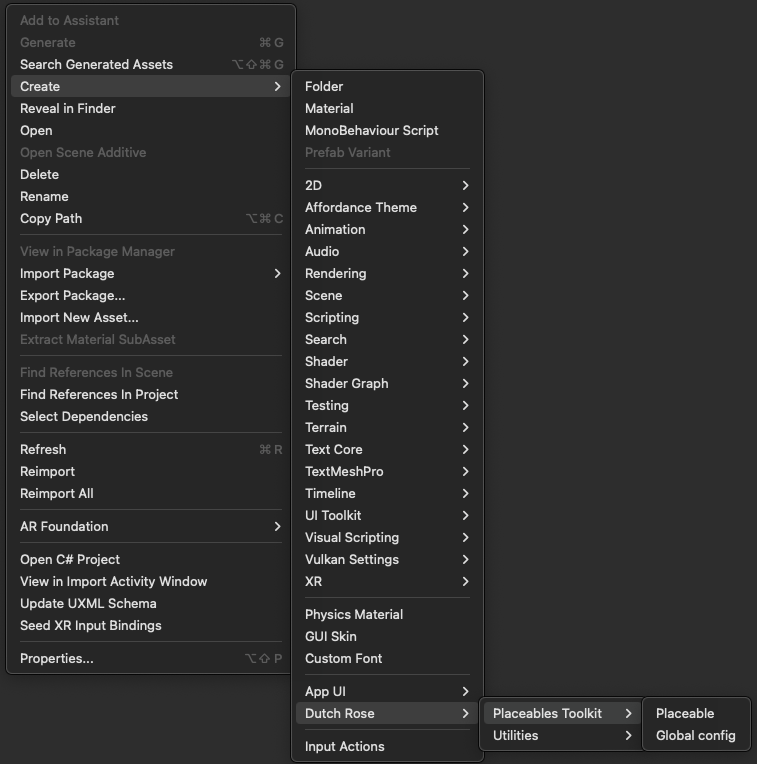 Add to Assistant
Generate ⌘ G
Search Generated Assets ⌥⇧⌘ G
Create
Reveal in Finder
Open
Open Scene Additive
Delete
Rename
Copy Path ⌥⌘ C
View in Package Manager
Import Package
Export Package...
Import New Asset...
Extract Material SubAsset
Find References In Scene
Find References In Project
Select Dependencies
Refresh ⌘ R
Reimport
Reimport All
AR Foundation
Open C# Project
View in Import Activity Window
Update UXML Schema
Seed XR Input Bindings
Properties... ⌥⇧ P
Folder
Material
MonoBehaviour Script
Prefab Variant
2D
Affordance Theme
Animation
Audio
Rendering
Scene
Scripting
Search
Shader
Shader Graph
Testing
Terrain
Text Core
TextMeshPro
Timeline
UI Toolkit
Visual Scripting
Vulkan Settings
XR
Physics Material
GUI Skin
Custom Font
App UI
Dutch Rose
Input Actions
Placeables Toolkit
Utilities
Placeable
Global config